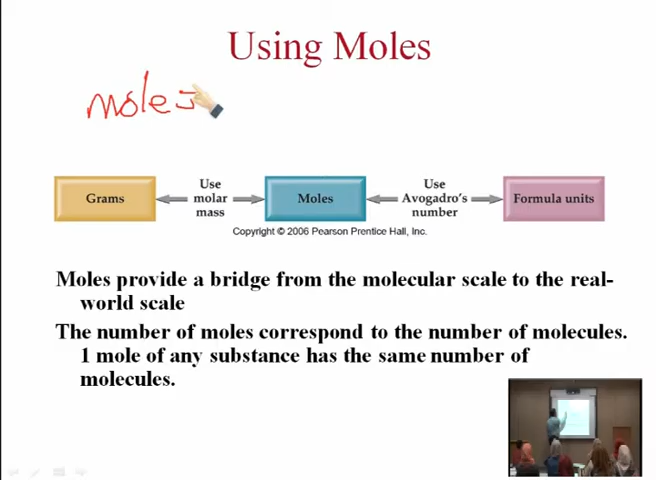 Using Moles
moles =
Grams
Use
molar
mass
Moles
Use
Avogadro's
number
Formula units
Copyright © 2006 Pearson Prentice Hall, Inc.
Moles provide a bridge from the molecular scale to the real-
world scale
The number of moles correspond to the number of molecules.
1 mole of any substance has the same number of
molecules.